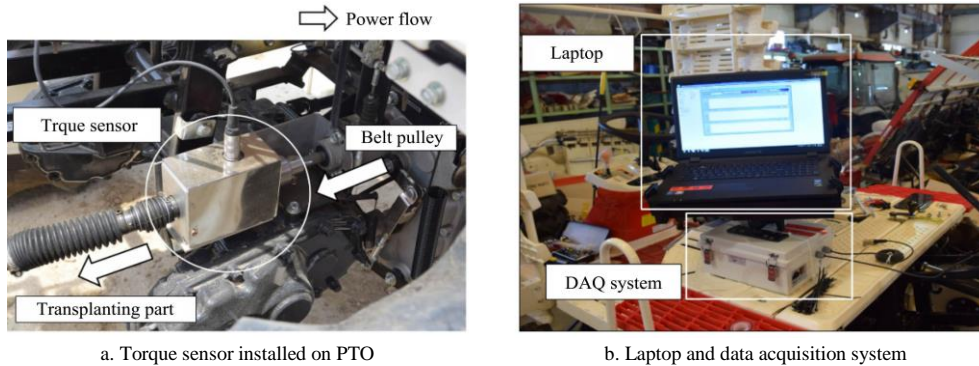 Power flow
Trque sensor
Belt pulley
Transplanting part
Laptop
DAQ system
a. Torque sensor installed on PTO
b. Laptop and data acquisition system